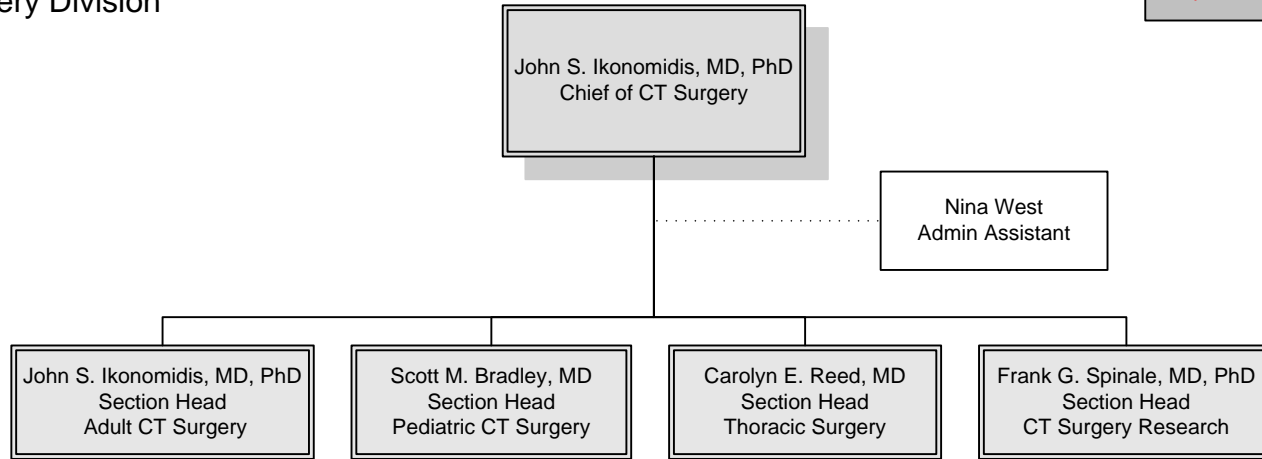 ery Division
John S. Ikonomidis, MD, PhD
Chief of CT Surgery
Nina West
Admin Assistant
John S. Ikonomidis, MD, PhD
Section Head
Adult CT Surgery
Scott M. Bradley, MD
Section Head
Pediatric CT Surgery
Carolyn E. Reed, MD
Section Head
Thoracic Surgery
Frank G. Spinale, MD, PhD
Section Head
CT Surgery Research